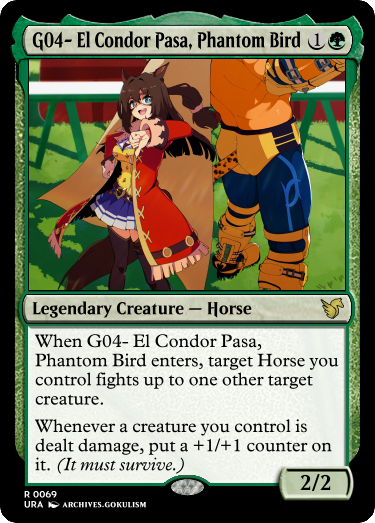 G04- El Condor Pasa, Phantom Bird 1
Legendary Creature — Horse
When G04- El Condor Pasa,
Phantom Bird enters, target Horse you
control fights up to one other target
creature.
Whenever a creature you control is
dealt damage, put a +1/+1 counter on
it. (It must survive.)
2/2
R 0069
URA ARCHIVES.GOKULISM